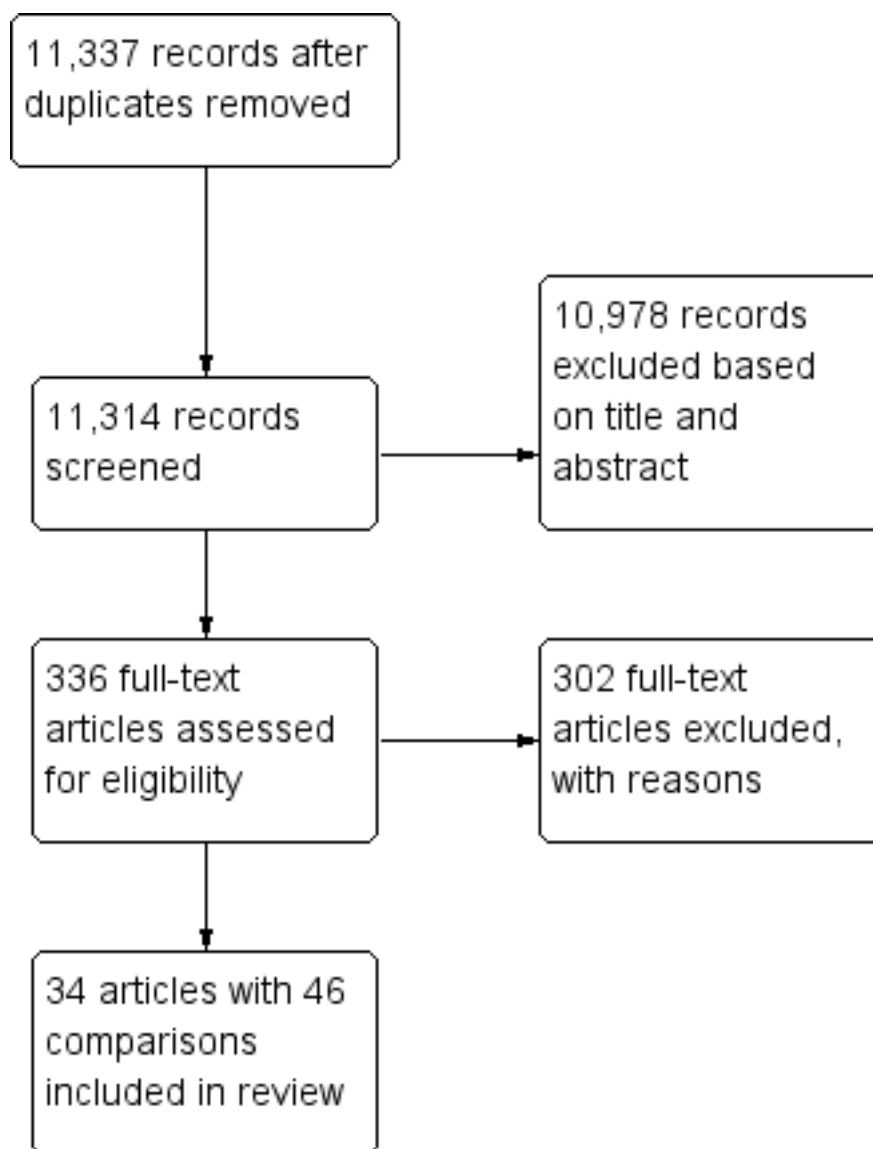 11,337 records after
duplicates removed
11,314 records
screened
10,978 records
excluded based
on title and
abstract
336 full-text
articles assessed
for eligibility
302 full-text
articles excluded,
with reasons
34 articles with 46
comparisons
included in review